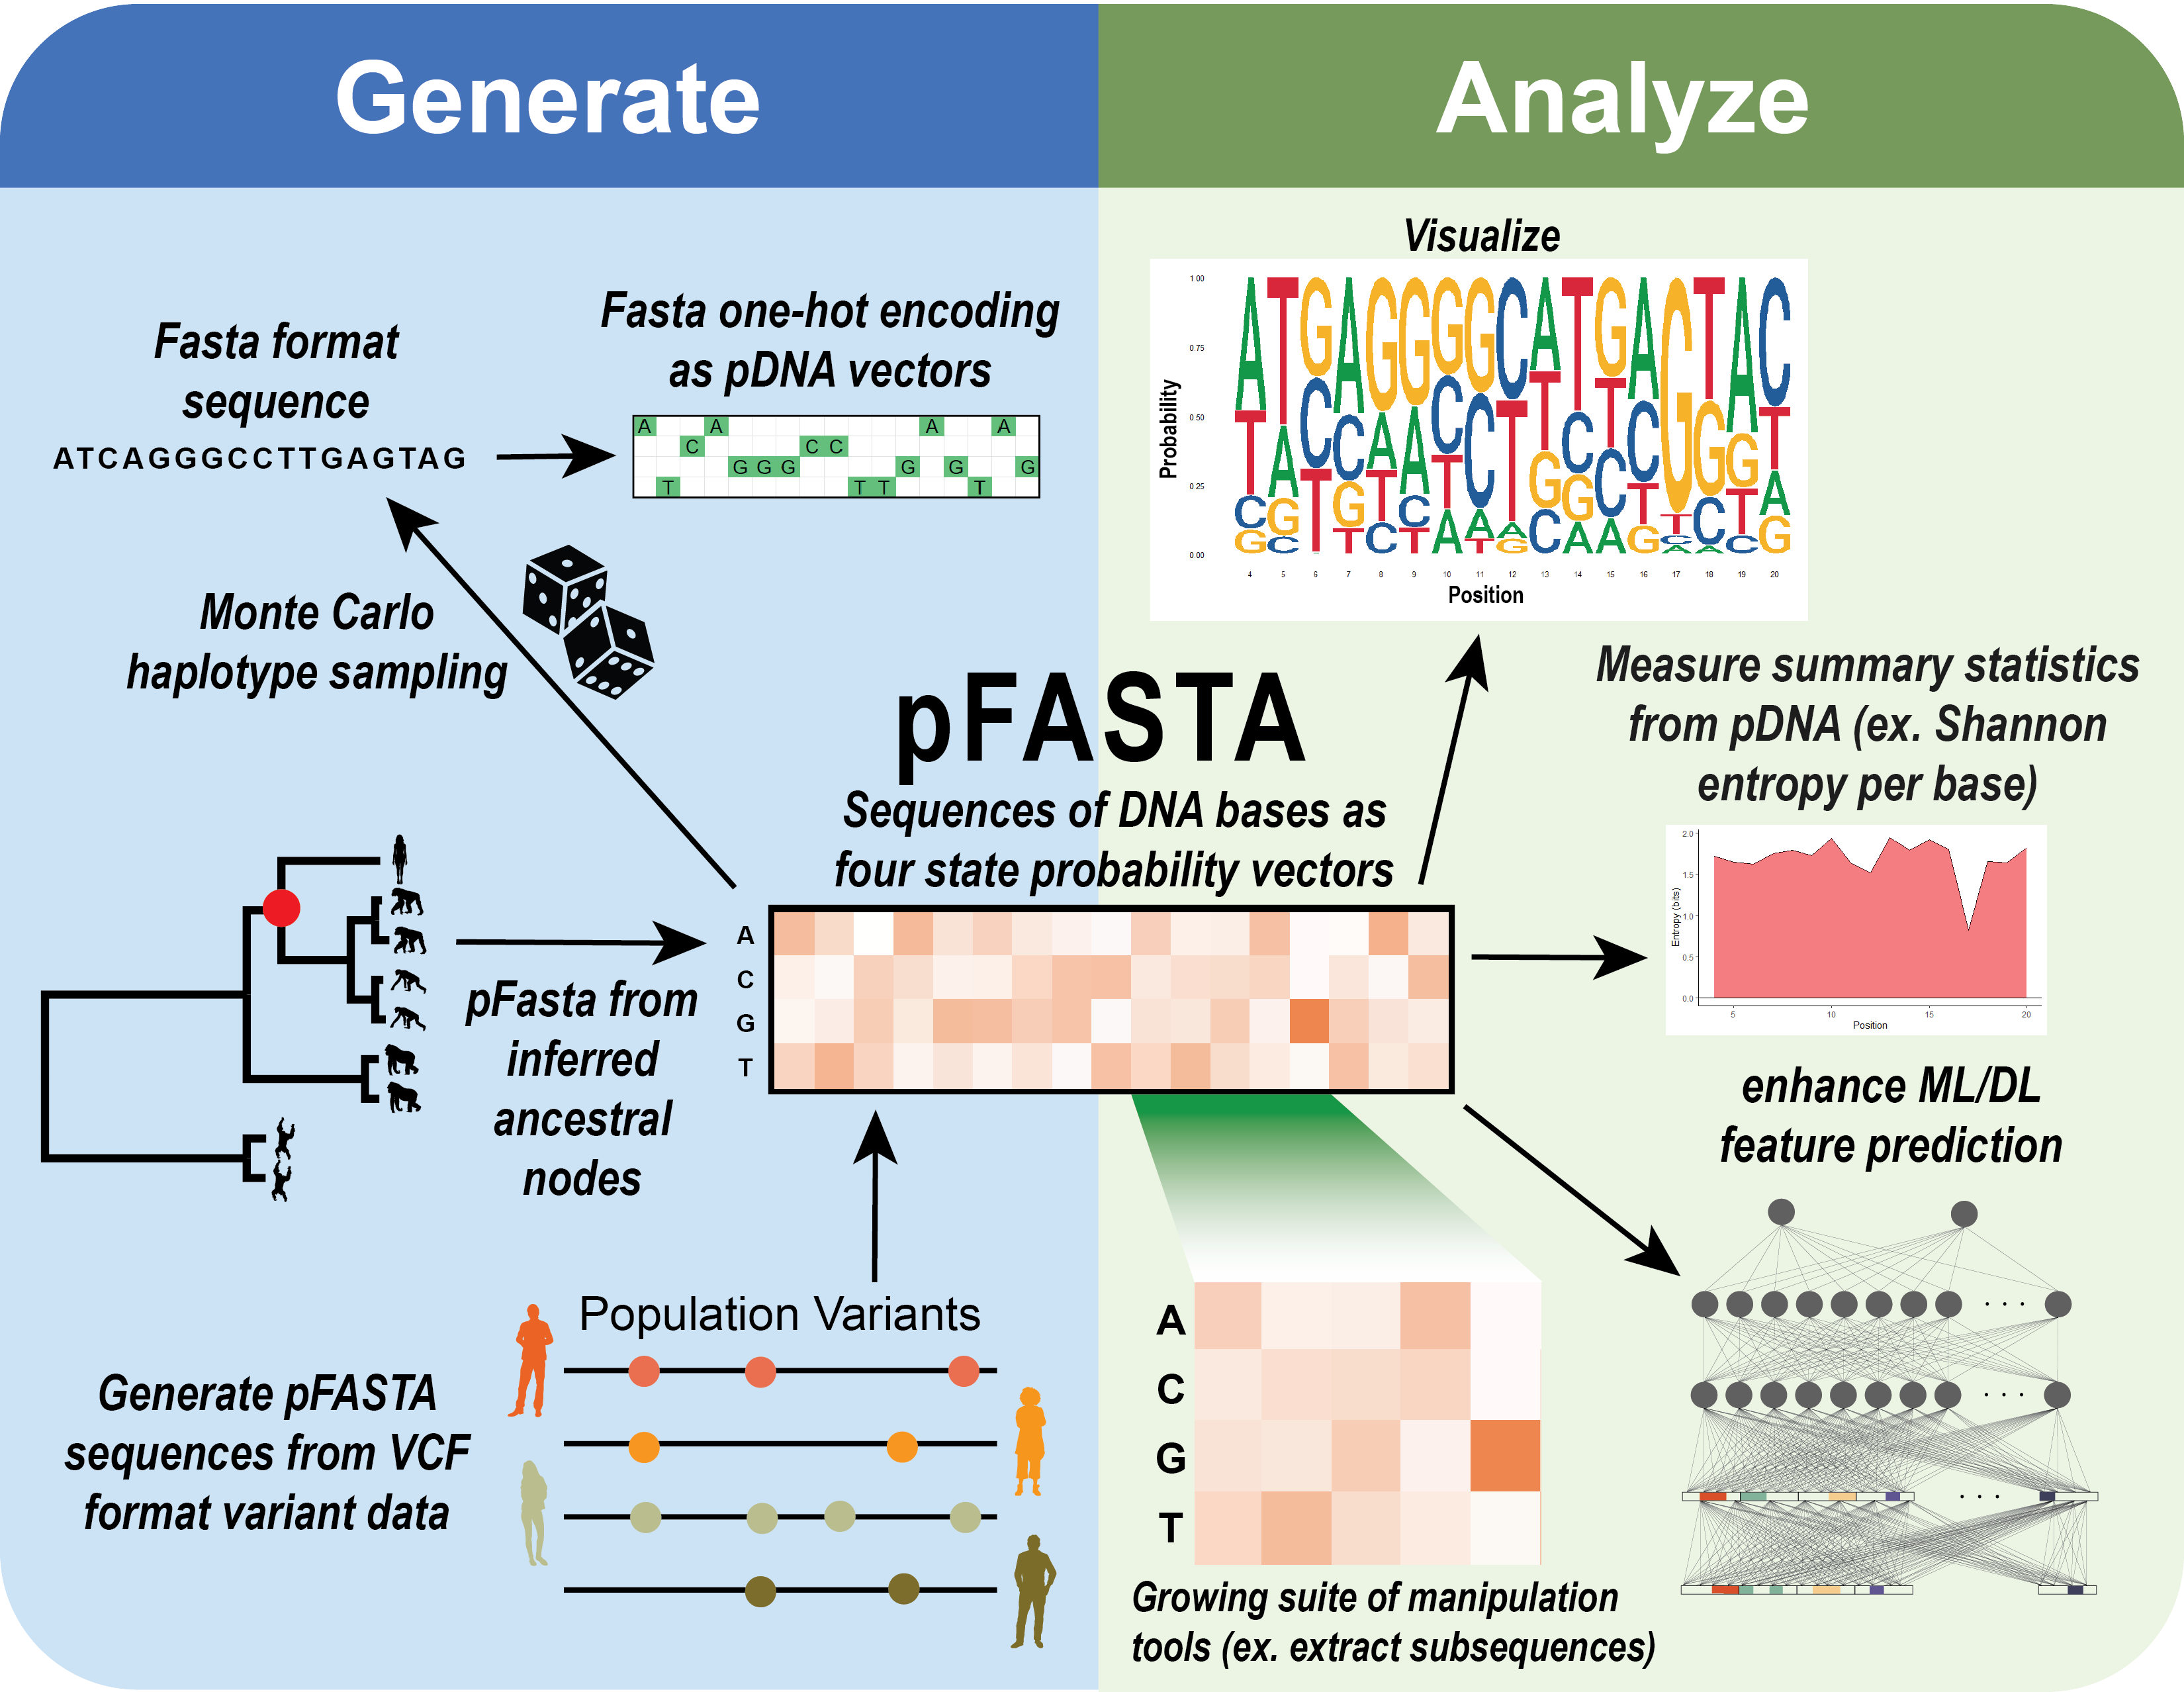 Generate
Analyze
Fasta format
sequence
ATCAGGGCCTTGAGTAG
Fasta one-hot encoding
as pDNA vectors
A A A A
C C C
G G G G G G
T T T T
Monte Carlo
haplotype sampling
Visualize
Probability
1.00
0.75
0.50
0.25
0.00
A T G A G G G G C A T G A G T A C
T A C C A A C C T T C T C T G G T
C G T G T C T A A G G C T C C T A
G C T C T A T G C A A G A A C G
4 5 6 7 8 9 10 11 12 13 14 15 16 17 18 19 20
Position
pFASTA
Sequences of DNA bases as
four state probability vectors
A
C
G
T
Measure summary statistics
from pDNA (ex. Shannon
entropy per base)
Entropy (bits)
2.0
1.5
1.0
0.5
0.0
5 10 15 20
Position
pFasta from
inferred
ancestral
nodes
enhance ML/DL
feature prediction
Population Variants
Generate pFASTA
sequences from VCF
format variant data
A
C
G
T
Growing suite of manipulation
tools (ex. extract subsequences)